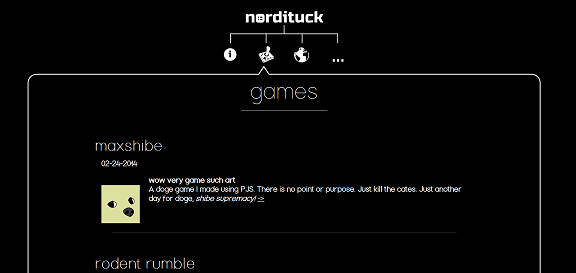 nordituck
...
games
maxshibe
02-24-2014
wow very game such art
A doge game I made using PJS. There is no point or purpose. Just kill the cates. Just another
day for doge, shibe supremacy! ->
rodent rumble